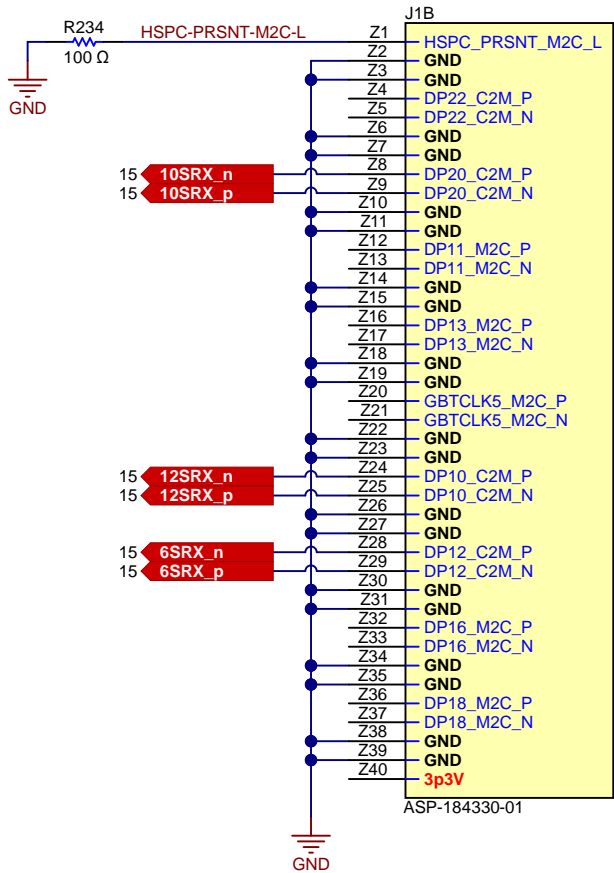 J1B
R234
100 Ω
GND
HSPC-PRSNT-M2C-L
Z1 HSPC_PRSNT_M2C_L
Z2 GND
Z3 GND
Z4 DP22_C2M_P
Z5 DP22_C2M_N
Z6 GND
Z7 GND
15 10SRX_n Z8 DP20_C2M_P
15 10SRX_p Z9 DP20_C2M_N
Z10 GND
Z11 GND
Z12 DP11_M2C_P
Z13 DP11_M2C_N
Z14 GND
Z15 GND
Z16 DP13_M2C_P
Z17 DP13_M2C_N
Z18 GND
Z19 GND
Z20 GBTCLK5_M2C_P
Z21 GBTCLK5_M2C_N
Z22 GND
Z23 GND
15 12SRX_n Z24 DP10_C2M_P
15 12SRX_p Z25 DP10_C2M_N
Z26 GND
Z27 GND
15 6SRX_n Z28 DP12_C2M_P
15 6SRX_p Z29 DP12_C2M_N
Z30 GND
Z31 GND
Z32 DP16_M2C_P
Z33 DP16_M2C_N
Z34 GND
Z35 GND
Z36 DP18_M2C_P
Z37 DP18_M2C_N
Z38 GND
Z39 GND
Z40 3p3V
ASP-184330-01
GND